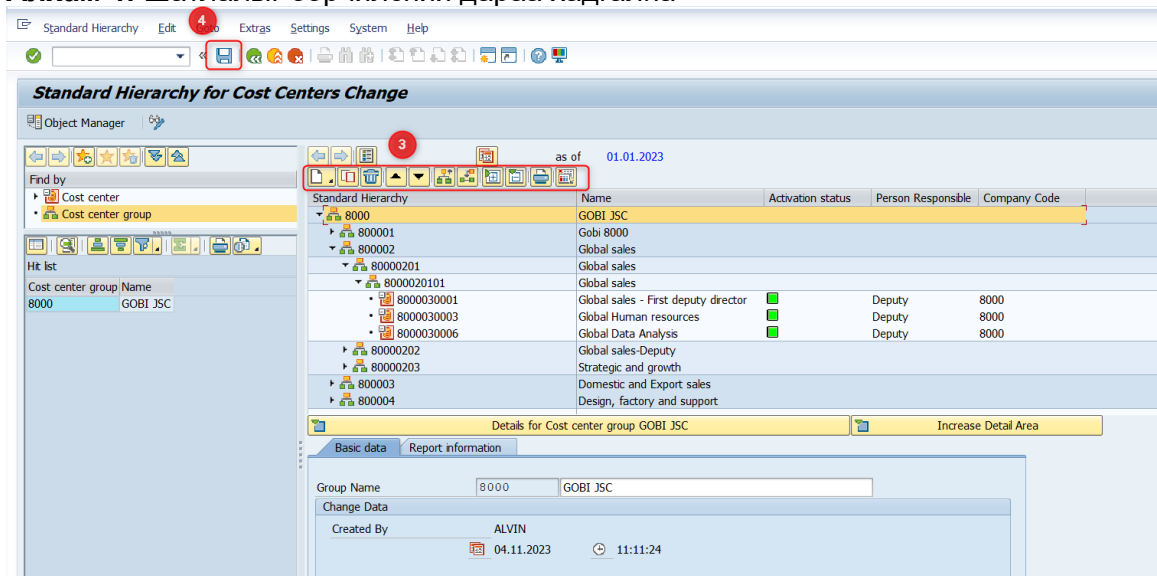 Standard Hierarchy Edit Goto Extras Settings System Help
4
Standard Hierarchy for Cost Centers Change
Object Manager
3
as of 01.01.2023
Find by
Cost center
Cost center group
Hit list
Cost center group Name
8000 GOBI JSC
Standard Hierarchy Name Activation status Person Responsible Company Code
8000 GOBI JSC
800001 Gobi 8000
800002 Global sales
80000201 Global sales
8000020101 Global sales
8000030001 Global sales - First deputy director Deputy 8000
8000030003 Global Human resources Deputy 8000
8000030006 Global Data Analysis Deputy 8000
80000202 Global sales-Deputy
80000203 Strategic and growth
800003 Domestic and Export sales
800004 Design, factory and support
Details for Cost center group GOBI JSC Increase Detail Area
Basic data Report information
Group Name 8000 GOBI JSC
Change Data
Created By ALVIN
04.11.2023 11:11:24